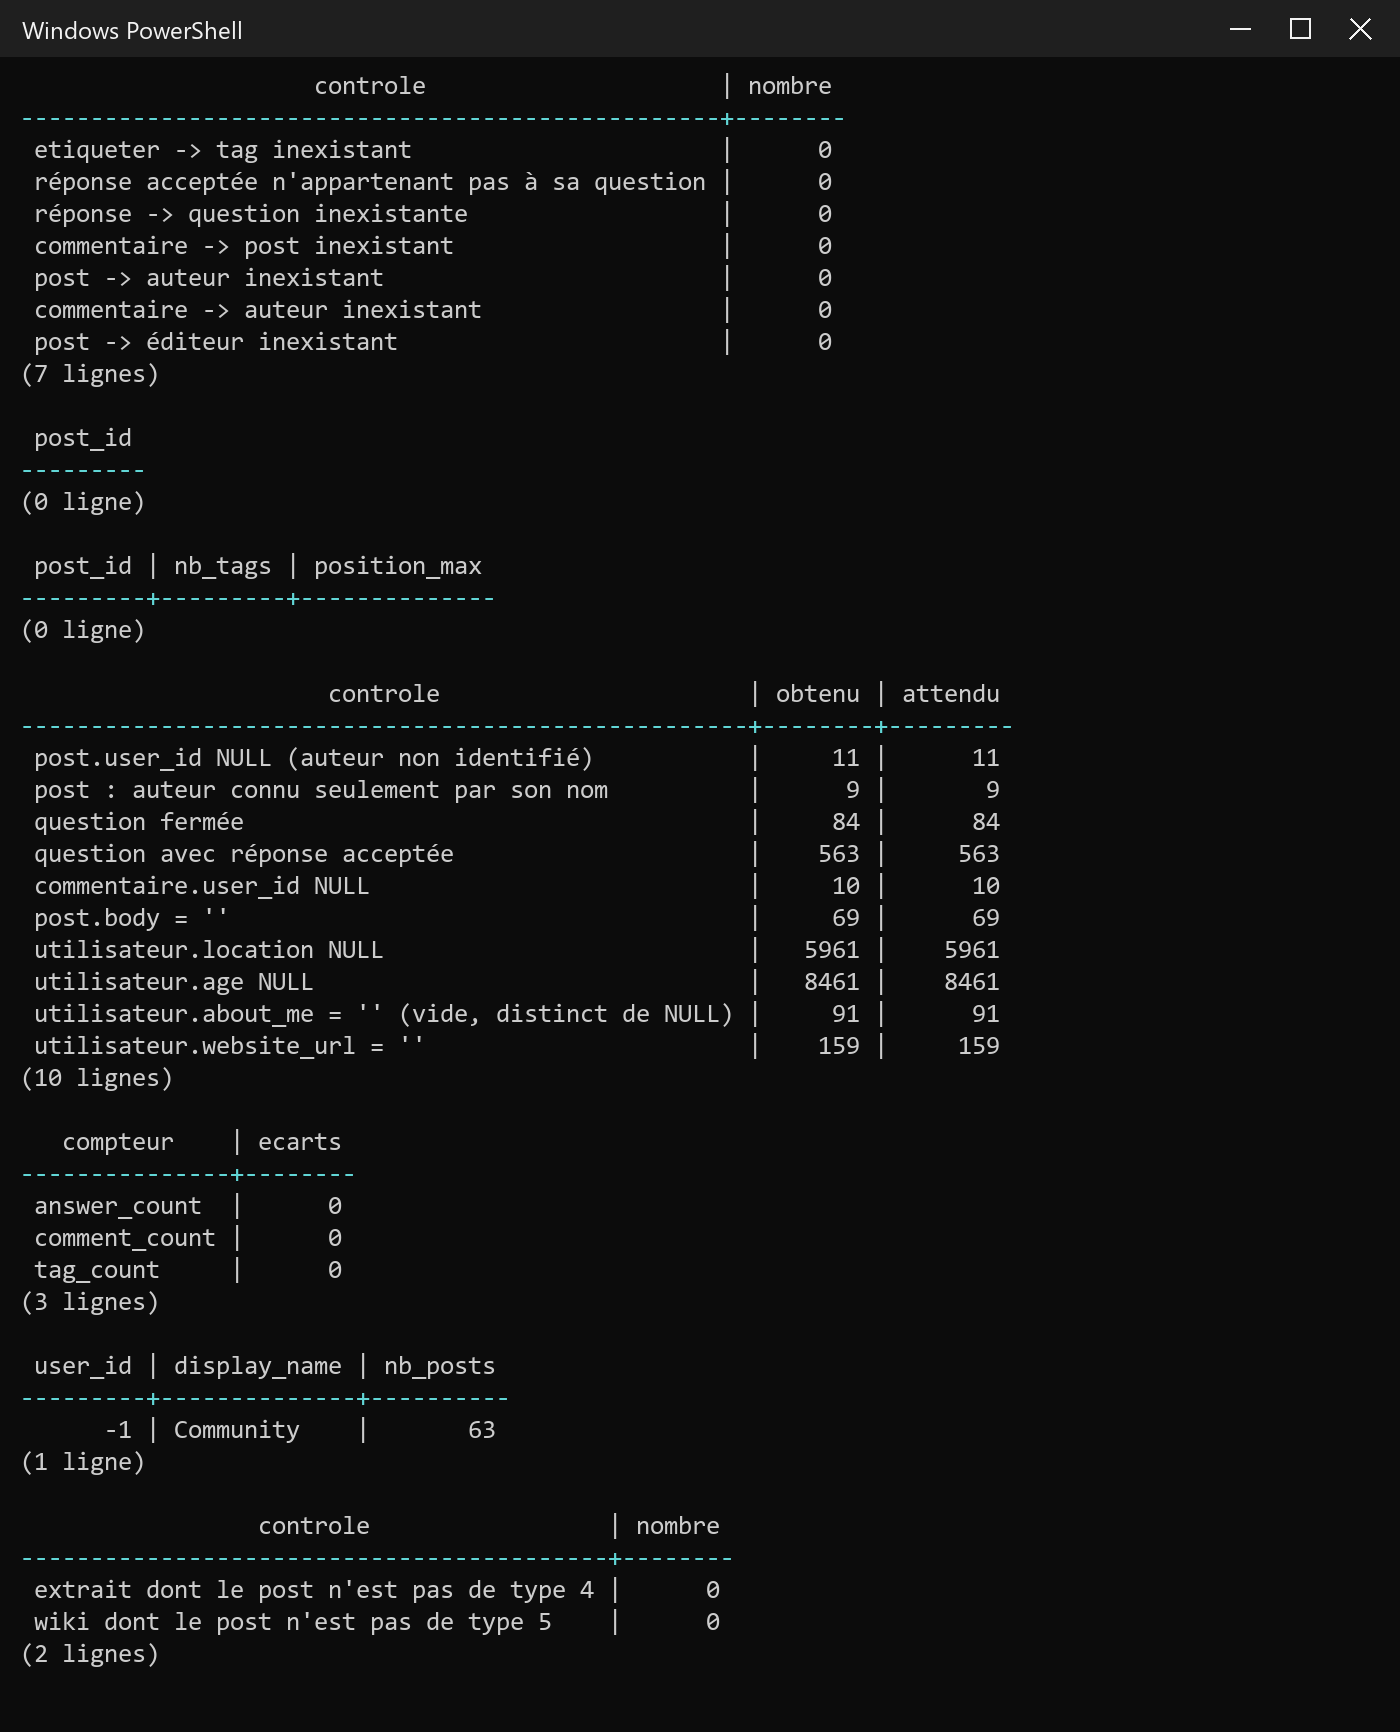 Windows PowerShell
                     controle                     | nombre
--------------------------------------------------+--------
 etiqueter -> tag inexistant                      |      0
 réponse acceptée n'appartenant pas à sa question |      0
 réponse -> question inexistante                  |      0
 commentaire -> post inexistant                   |      0
 post -> auteur inexistant                        |      0
 commentaire -> auteur inexistant                 |      0
 post -> éditeur inexistant                       |      0
(7 lignes)

 post_id
---------
(0 ligne)

 post_id | nb_tags | position_max
---------+---------+--------------
(0 ligne)

                      controle                      | obtenu | attendu
----------------------------------------------------+--------+---------
 post.user_id NULL (auteur non identifié)           |     11 |      11
 post : auteur connu seulement par son nom          |      9 |       9
 question fermée                                    |     84 |      84
 question avec réponse acceptée                     |    563 |     563
 commentaire.user_id NULL                           |     10 |      10
 post.body = ''                                     |     69 |      69
 utilisateur.location NULL                          |   5961 |    5961
 utilisateur.age NULL                               |   8461 |    8461
 utilisateur.about_me = '' (vide, distinct de NULL) |     91 |      91
 utilisateur.website_url = ''                       |    159 |     159
(10 lignes)

   compteur    | ecarts
---------------+--------
 answer_count  |      0
 comment_count |      0
 tag_count     |      0
(3 lignes)

 user_id | display_name | nb_posts
---------+--------------+----------
      -1 | Community    |       63
(1 ligne)

                 controle                 | nombre
------------------------------------------+--------
 extrait dont le post n'est pas de type 4 |      0
 wiki dont le post n'est pas de type 5    |      0
(2 lignes)